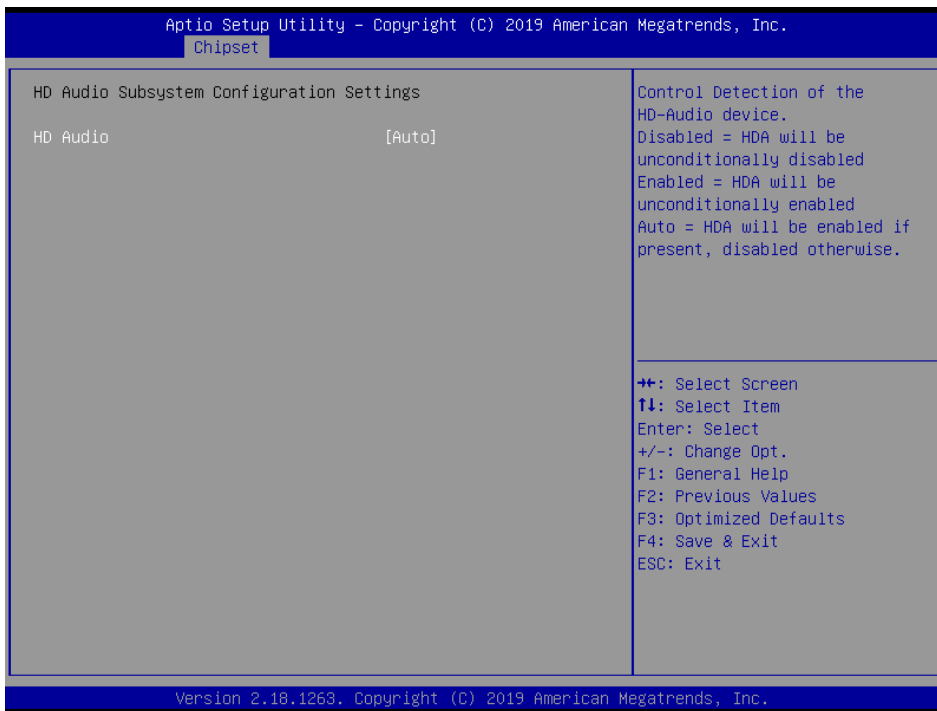 Aptio Setup Utility – Copyright (C) 2019 American Megatrends, Inc.
Chipset
HD Audio Subsystem Configuration Settings
HD Audio [Auto]
Control Detection of the
HD-Audio device.
Disabled = HDA will be
unconditionally disabled
Enabled = HDA will be
unconditionally enabled
Auto = HDA will be enabled if
present, disabled otherwise.
→←: Select Screen
↑↓: Select Item
Enter: Select
+/-: Change Opt.
F1: General Help
F2: Previous Values
F3: Optimized Defaults
F4: Save & Exit
ESC: Exit
Version 2.18.1263. Copyright (C) 2019 American Megatrends, Inc.